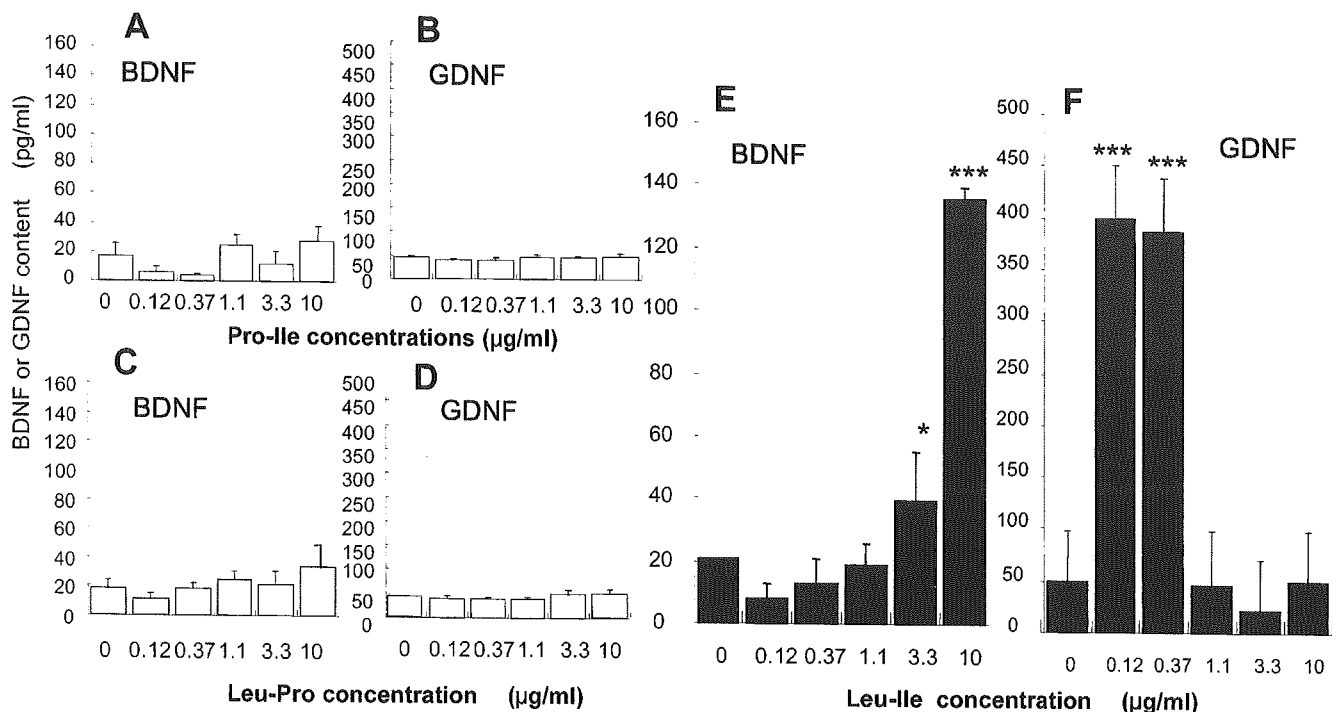 BDNF or GDNF content (pg/ml)
A
BDNF
160
140
120
100
80
60
40
20
0
0 0.12 0.37 1.1 3.3 10
B
GDNF
500
450
400
350
300
250
200
150
100
50
0
0 0.12 0.37 1.1 3.3 10
Pro-Ile concentrations (µg/ml)
C
BDNF
160
140
120
100
80
60
40
20
0
0 0.12 0.37 1.1 3.3 10
D
GDNF
500
450
400
350
300
250
200
150
100
50
0
0 0.12 0.37 1.1 3.3 10
Leu-Pro concentration (µg/ml)
E
BDNF
160
140
120
100
80
60
40
20
0
*
***
0 0.12 0.37 1.1 3.3 10
F
GDNF
500
450
400
350
300
250
200
150
100
50
0
*** ***
0 0.12 0.37 1.1 3.3 10
Leu-Ile concentration (µg/ml)